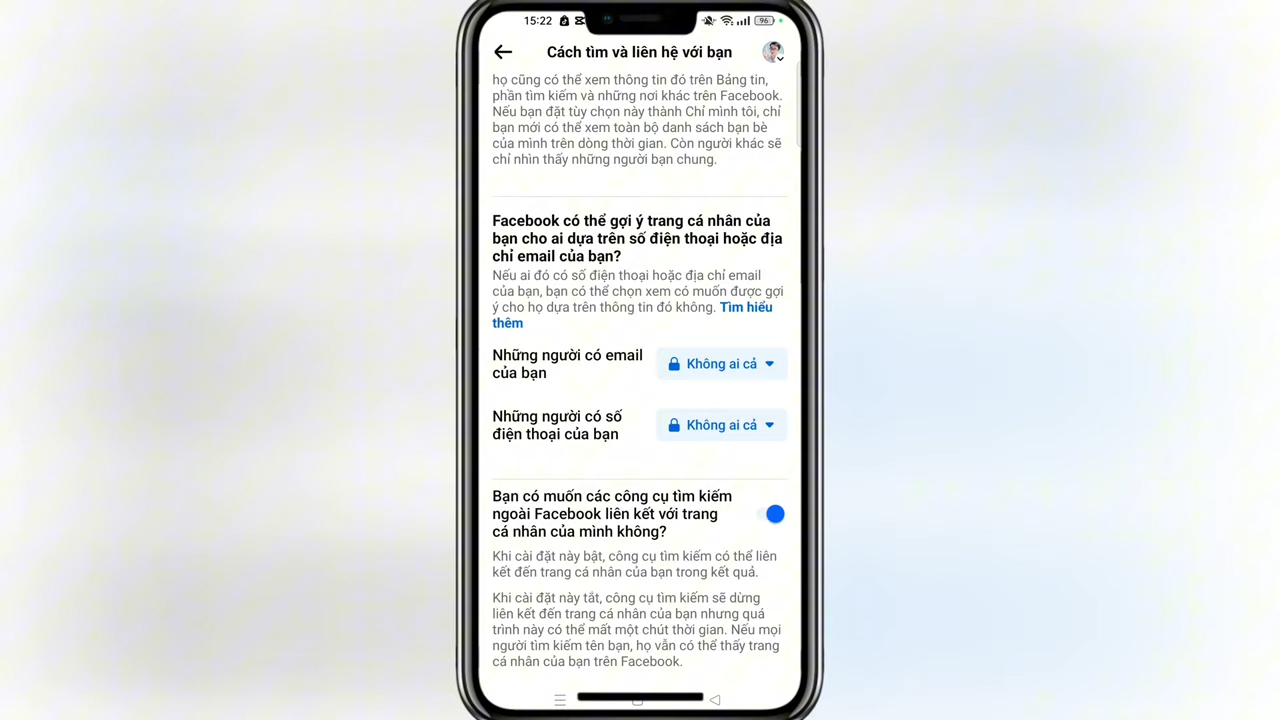 15:22
96
Cách tìm và liên hệ với bạn
họ cũng có thể xem thông tin đó trên Bảng tin,
phần tìm kiếm và những nơi khác trên Facebook.
Nếu bạn đặt tùy chọn này thành Chỉ mình tôi, chỉ
bạn mới có thể xem toàn bộ danh sách bạn bè
của mình trên dòng thời gian. Còn người khác sẽ
chỉ nhìn thấy những người bạn chung.
Facebook có thể gợi ý trang cá nhân của
bạn cho ai dựa trên số điện thoại hoặc địa
chỉ email của bạn?
Nếu ai đó có số điện thoại hoặc địa chỉ email
của bạn, bạn có thể chọn xem có muốn được gợi
ý cho họ dựa trên thông tin đó không. Tìm hiểu
thêm
Những người có email
của bạn
Không ai cả
Những người có số
điện thoại của bạn
Không ai cả
Bạn có muốn các công cụ tìm kiếm
ngoài Facebook liên kết với trang
cá nhân của mình không?
Khi cài đặt này bật, công cụ tìm kiếm có thể liên
kết đến trang cá nhân của bạn trong kết quả.
Khi cài đặt này tắt, công cụ tìm kiếm sẽ dừng
liên kết đến trang cá nhân của bạn nhưng quá
trình này có thể mất một chút thời gian. Nếu mọi
người tìm kiếm tên bạn, họ vẫn có thể thấy trang
cá nhân của bạn trên Facebook.